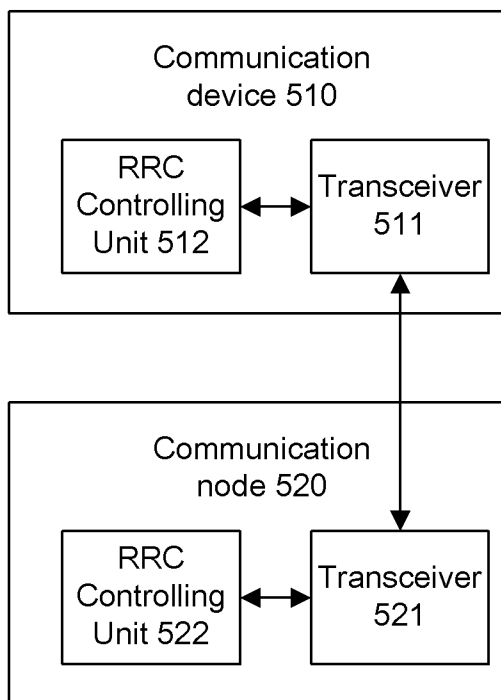 Communication
device 510
RRC
Controlling
Unit 512
Transceiver
511
Communication
node 520
RRC
Controlling
Unit 522
Transceiver
521